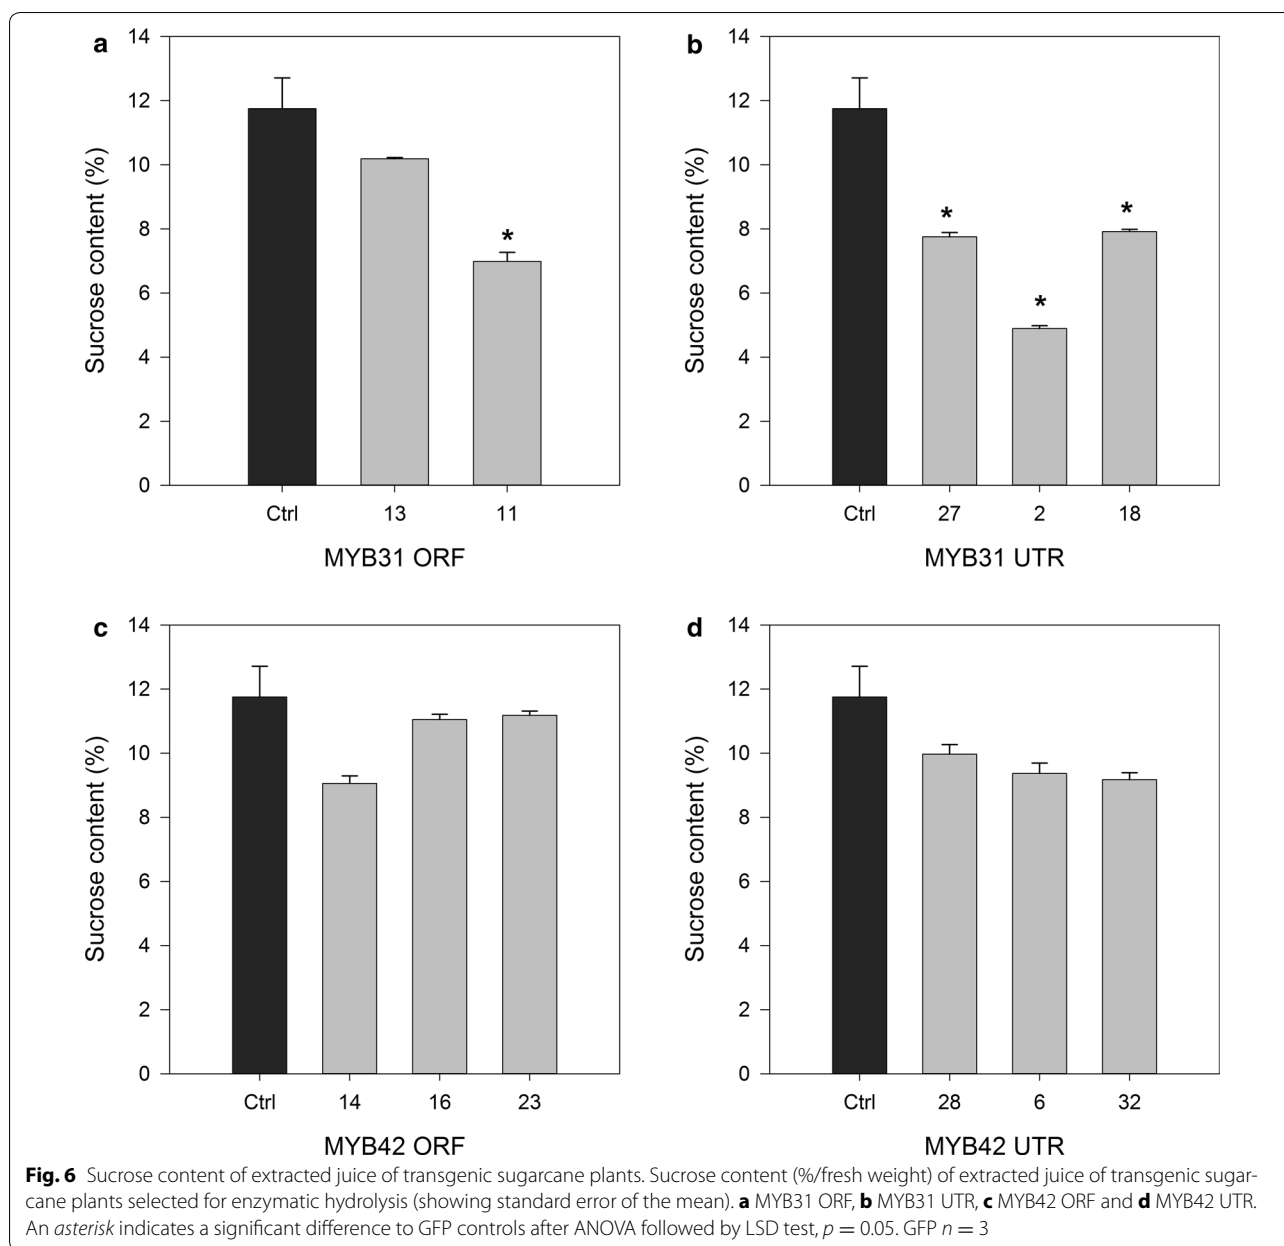 a
14
12
10
8
6
4
2
0
Sucrose content (%)
*
Ctrl 13 11
MYB31 ORF
b
14
12
10
8
6
4
2
0
Sucrose content (%)
* * *
Ctrl 27 2 18
MYB31 UTR
c
14
12
10
8
6
4
2
0
Sucrose content (%)
Ctrl 14 16 23
MYB42 ORF
d
14
12
10
8
6
4
2
0
Sucrose content (%)
Ctrl 28 6 32
MYB42 UTR
Fig. 6 Sucrose content of extracted juice of transgenic sugarcane plants. Sucrose content (%/fresh weight) of extracted juice of transgenic sugar-
cane plants selected for enzymatic hydrolysis (showing standard error of the mean). a MYB31 ORF, b MYB31 UTR, c MYB42 ORF and d MYB42 UTR.
An asterisk indicates a significant difference to GFP controls after ANOVA followed by LSD test, p = 0.05. GFP n = 3